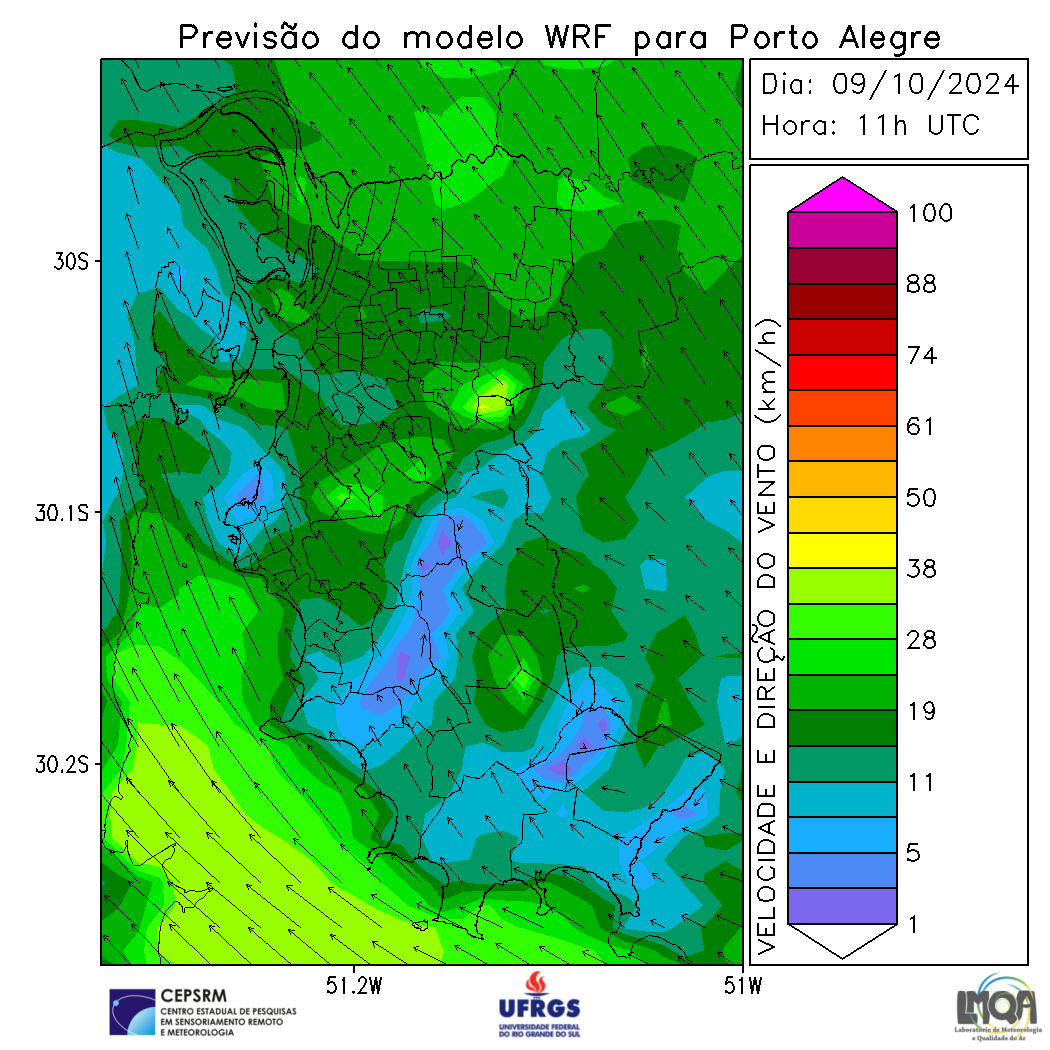 Previsão do modelo WRF para Porto Alegre
Dia: 09/10/2024
Hora: 11h UTC
30S
30.1S
30.2S
51.2W
51W
VELOCIDADE E DIREÇÃO DO VENTO (km/h)
100
88
74
61
50
38
28
19
11
5
1
CEPSRM
CENTRO ESTADUAL DE PESQUISAS
EM SENSORIAMENTO REMOTO
E METEOROLOGIA
UFRGS
UNIVERSIDADE FEDERAL
DO RIO GRANDE DO SUL
LMQA
Laboratório de Meteorologia
e Qualidade do Ar